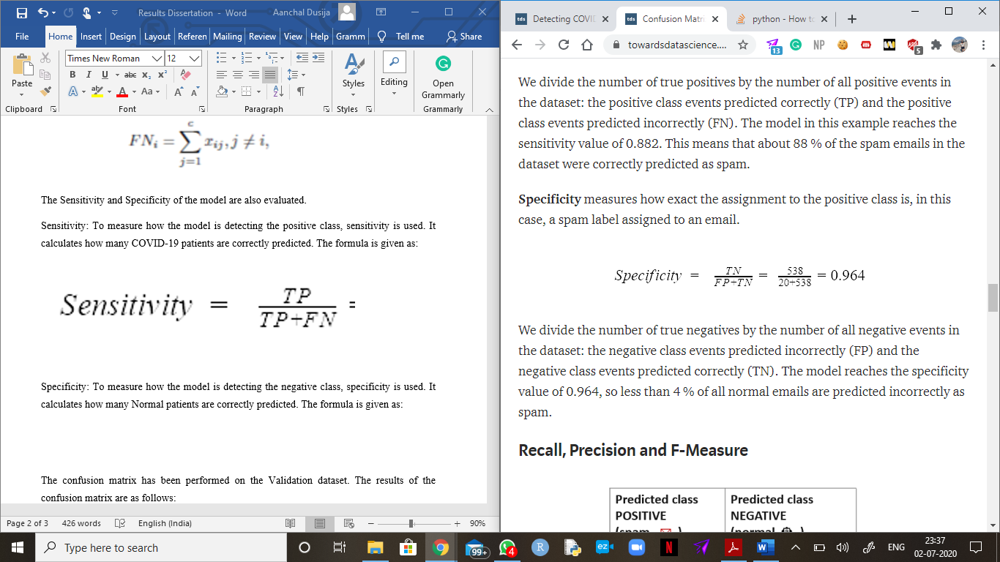 Results Dissertation - Word
Aanchal Dusija
File Home Insert Design Layout Referen Mailing Review View Help Gramm Tell me Share
Times New Roman 12
Paste
B I U abc x₂ x²
A aby A Aa A A
Styles
Editing
Open
Grammarly
Clipboard Font Paragraph Styles Grammarly
FNᵢ = ∑ xᵢⱼ, j ≠ i,
c
j=1
The Sensitivity and Specificity of the model are also evaluated.
Sensitivity: To measure how the model is detecting the positive class, sensitivity is used. It
calculates how many COVID-19 patients are correctly predicted. The formula is given as:
Sensitivity = TP / TP+FN =
Specificity: To measure how the model is detecting the negative class, specificity is used. It
calculates how many Normal patients are correctly predicted. The formula is given as:
The confusion matrix has been performed on the Validation dataset. The results of the
confusion matrix are as follows:
Page 2 of 3 426 words English (India) 90%
Detecting COVI Confusion Matri python - How to
towardsdatascience.... 13 NP 5
We divide the number of true positives by the number of all positive events in
the dataset: the positive class events predicted correctly (TP) and the positive
class events predicted incorrectly (FN). The model in this example reaches the
sensitivity value of 0.882. This means that about 88 % of the spam emails in the
dataset were correctly predicted as spam.
Specificity measures how exact the assignment to the positive class is, in this
case, a spam label assigned to an email.
Specificity = TN / FP+TN = 538 / 20+538 = 0.964
We divide the number of true negatives by the number of all negative events in
the dataset: the negative class events predicted incorrectly (FP) and the
negative class events predicted correctly (TN). The model reaches the specificity
value of 0.964, so less than 4 % of all normal emails are predicted incorrectly as
spam.
Recall, Precision and F-Measure
Predicted class
POSITIVE
(spam )
Predicted class
NEGATIVE
(normal )
Type here to search
99+ 4 R ez N W ENG
23:37
02-07-2020